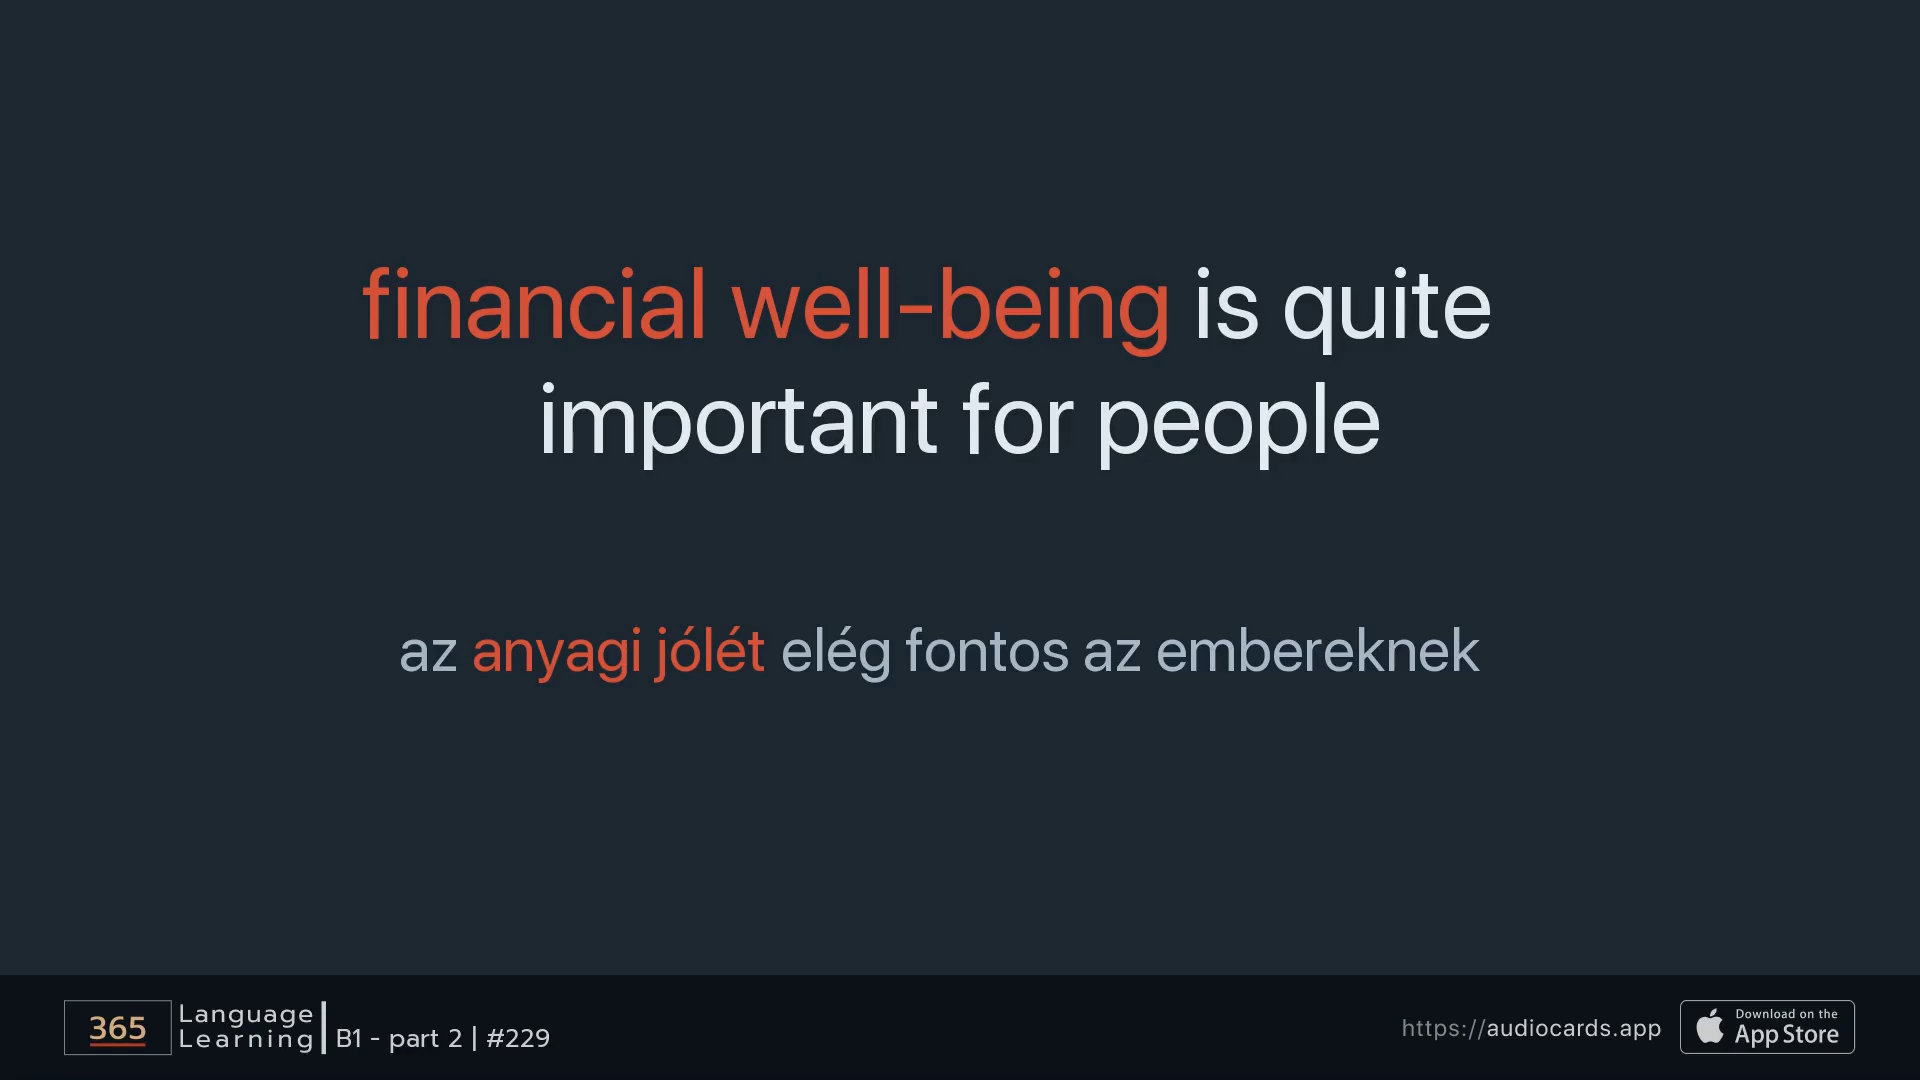 financial well-being is quite
important for people
az anyagi jólét elég fontos az embereknek
365
Language
Learning
B1 - part 2 | #229
https://audiocards.app
Download on the
App Store